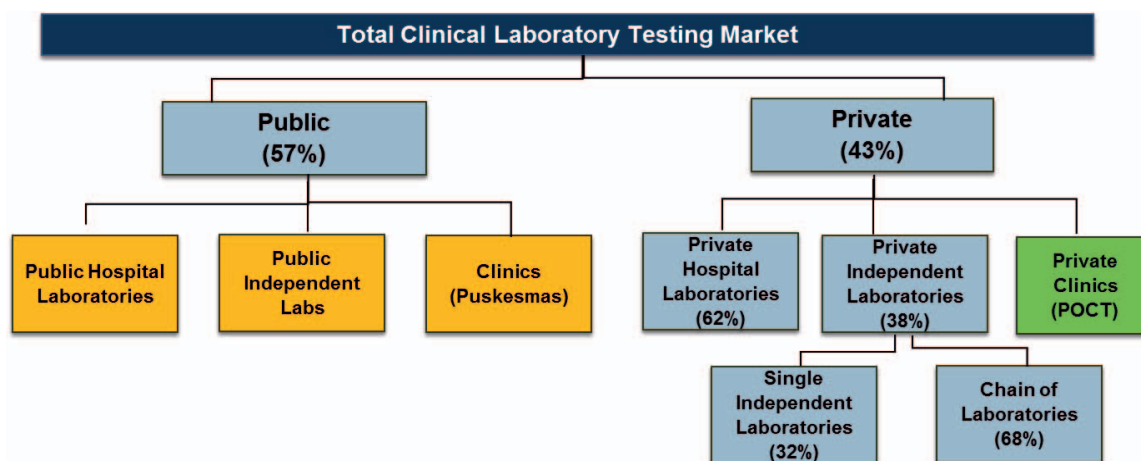 Total Clinical Laboratory Testing Market
Public
(57%)
Private
(43%)
Public Hospital
Laboratories
Public
Independent
Labs
Clinics
(Puskesmas)
Private
Hospital
Laboratories
(62%)
Private
Independent
Laboratories
(38%)
Private
Clinics
(POCT)
Single
Independent
Laboratories
(32%)
Chain of
Laboratories
(68%)